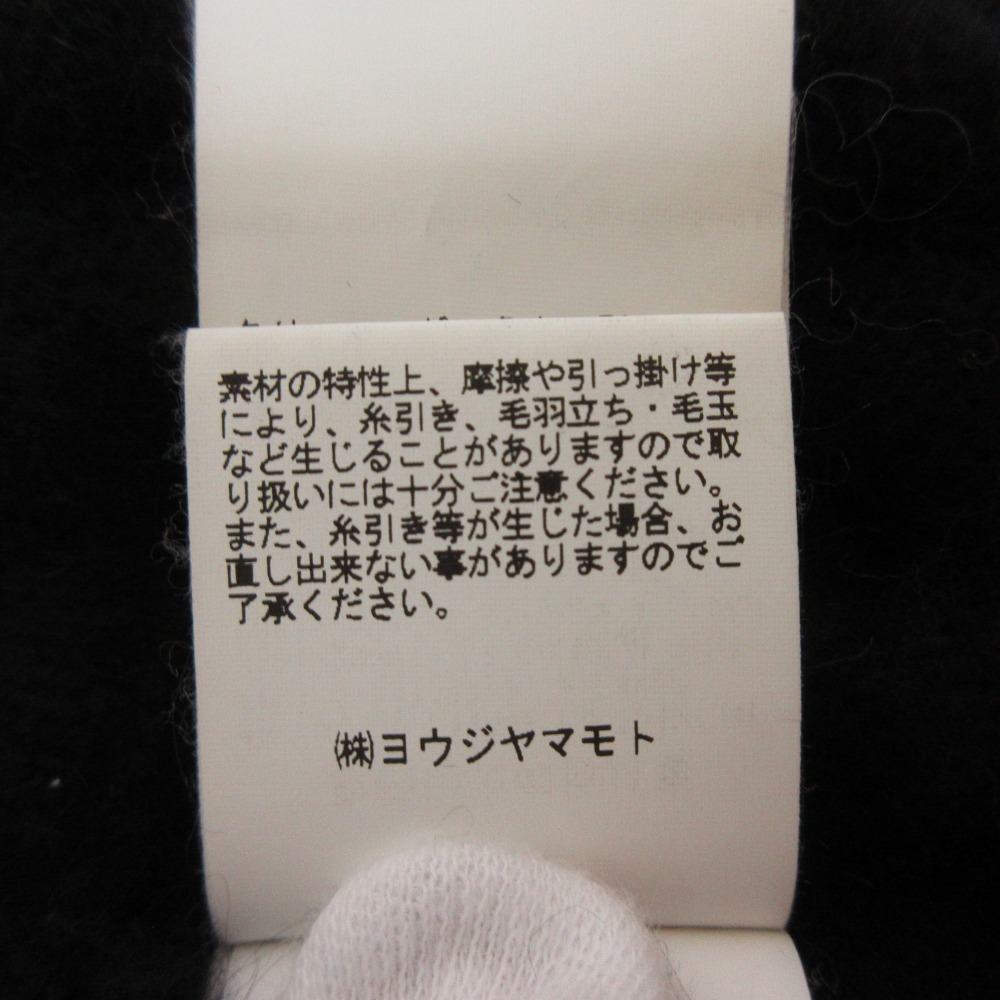 素材の特性上、摩擦や引っ掛け等
により、糸引き、毛羽立ち・毛玉
など生じることがありますので取
り扱いには十分ご注意ください。
また、糸引き等が生じた場合、お
直し出来ない事がありますのでご
了承ください。
㈱ヨウジヤマモト